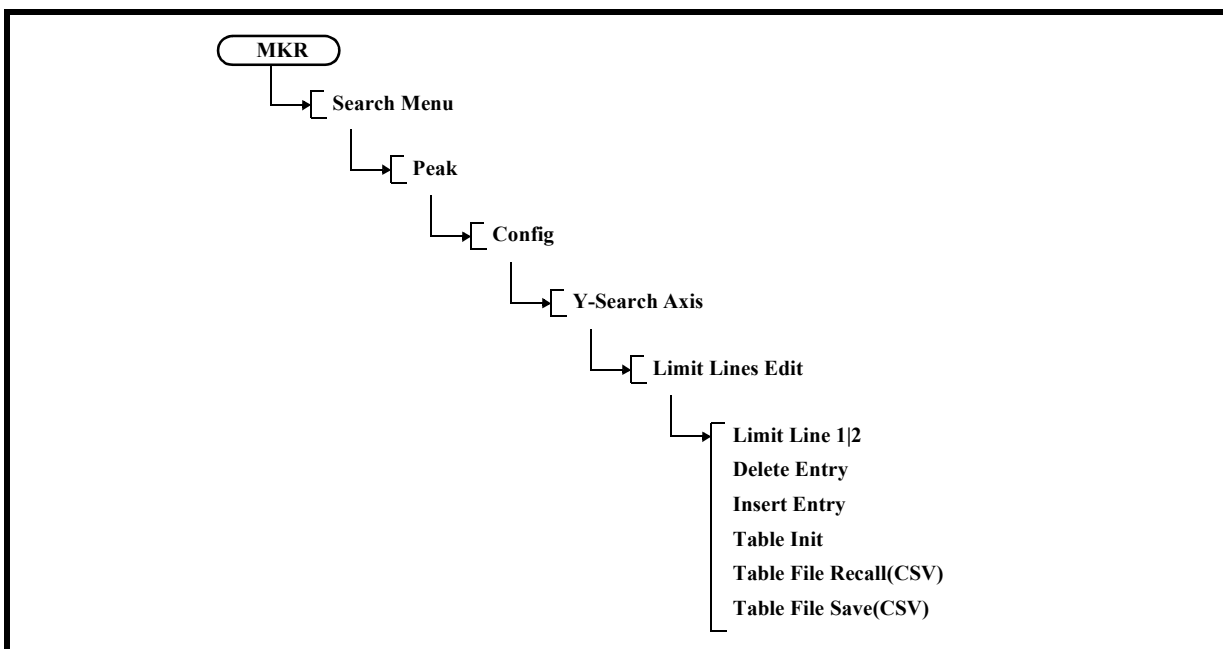 MKR
Search Menu
Peak
Config
Y-Search Axis
Limit Lines Edit
Limit Line 1|2
Delete Entry
Insert Entry
Table Init
Table File Recall(CSV)
Table File Save(CSV)